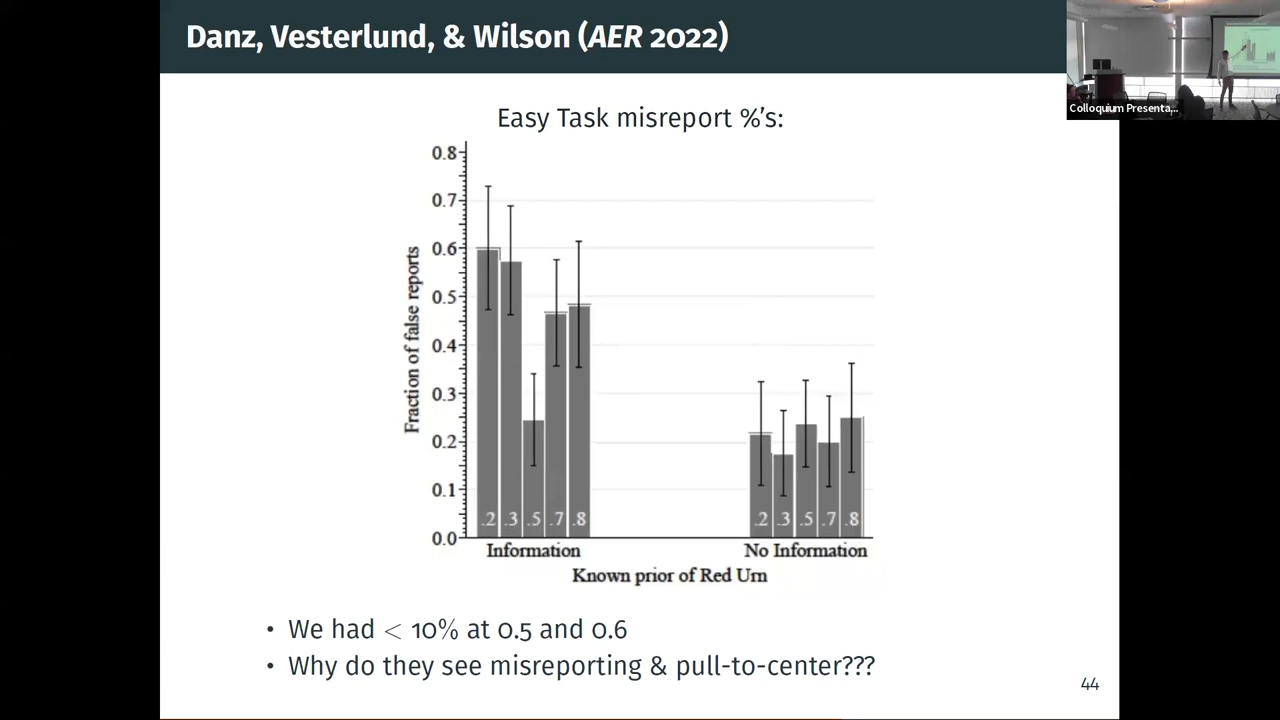 Danz, Vesterlund, & Wilson (AER 2022)
Colloquium Presenta...
Easy Task misreport %'s:
0.8
0.7
0.6
0.5
0.4
0.3
0.2
0.1
0.0
Fraction of false reports
.2 .3 .5 .7 .8
.2 .3 .5 .7 .8
Information
No Information
Known prior of Red Urn
• We had < 10% at 0.5 and 0.6
• Why do they see misreporting & pull-to-center???
44